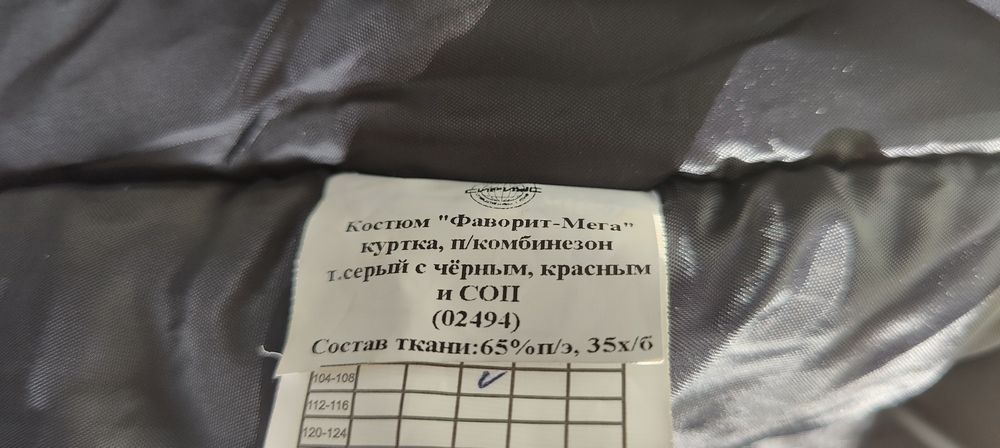 Костюм "Фаворит-Мега"
куртка, п/комбинезон
т.серый с чёрным, красным
и СОП
(02494)
Состав ткани:65%п/э, 35х/б
104-108
112-116
120-124